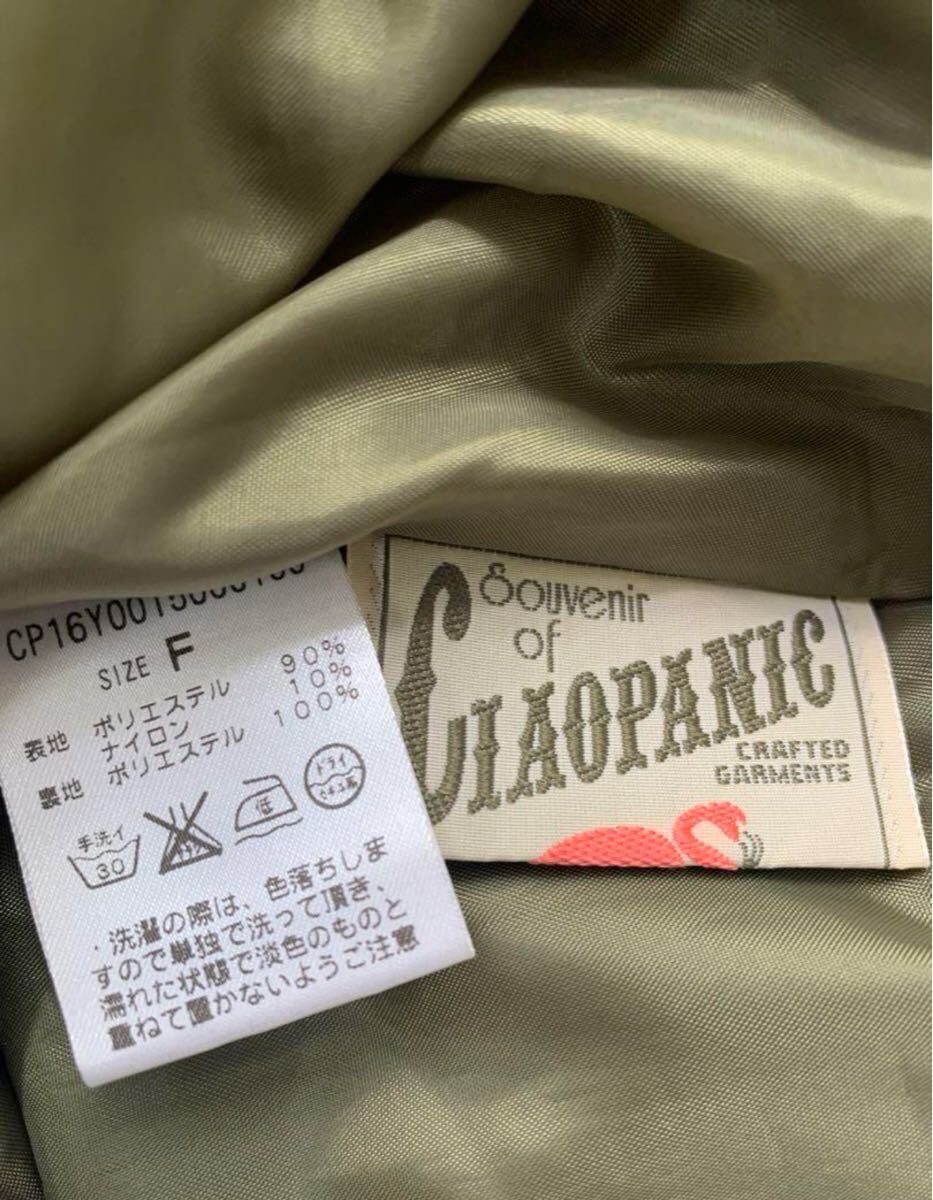 SIZE F
表地 ポリエステル 90%
ナイロン 10%
裏地 ポリエステル 100%
手洗イ
30
低
ドライ
セキユ系
・洗濯の際は、色落ちしま
すので単独で洗って頂き、
濡れた状態で淡色のものと
重ねて置かないようご注意
Souvenir
of
CIAOPANIC
CRAFTED
GARMENTS